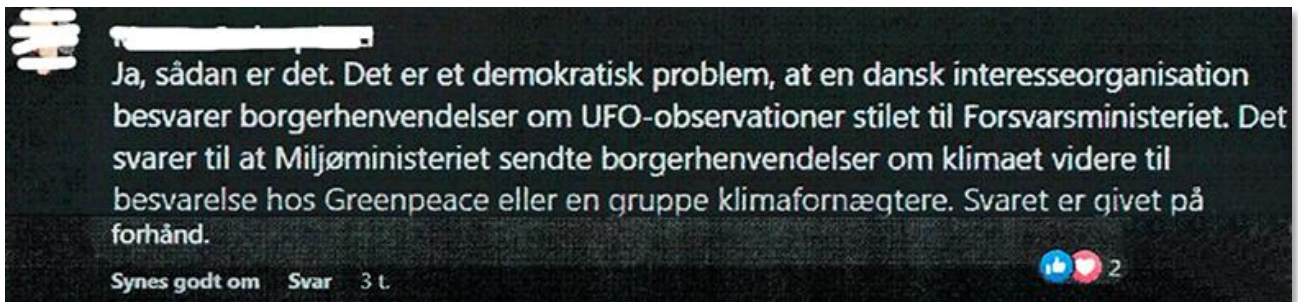 Ja, sådan er det. Det er et demokratisk problem, at en dansk interesseorganisation
besvarer borgerhenvendelser om UFO-observationer stilet til Forsvarsministeriet. Det
svarer til at Miljøministeriet sendte borgerhenvendelser om klimaet videre til
besvarelse hos Greenpeace eller en gruppe klimafornægtere. Svaret er givet på
forhånd.
Synes godt om Svar 3 t. 2